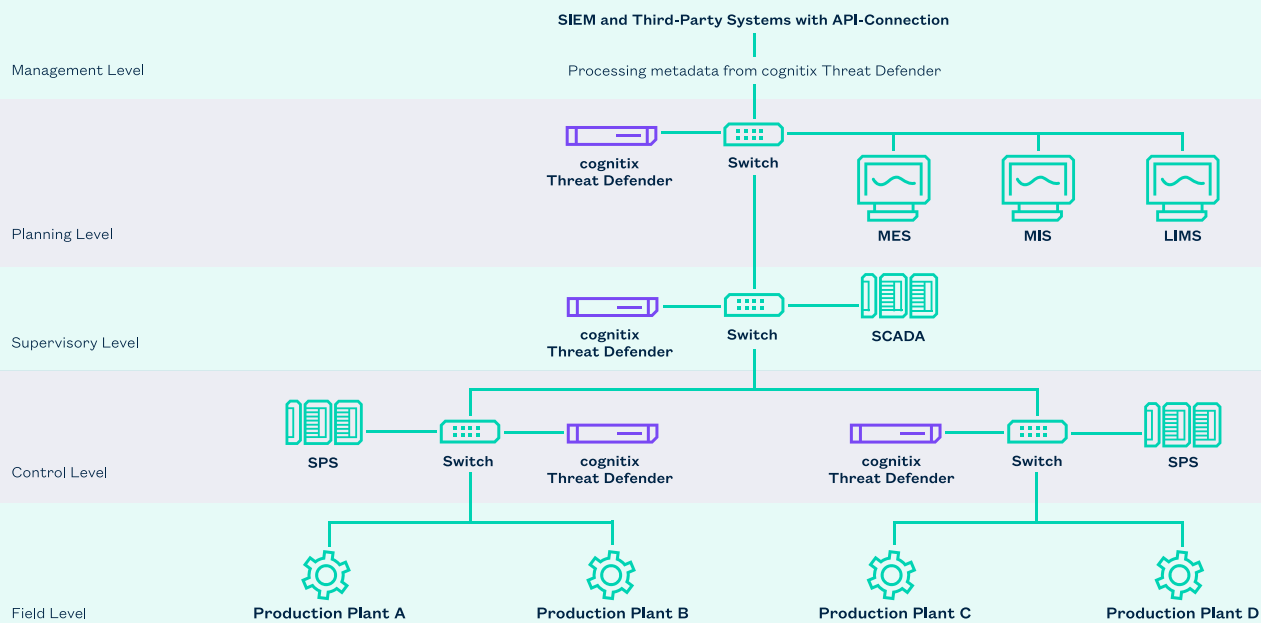 SIEM and Third-Party Systems with API-Connection
Management Level
Processing metadata from cognitix Threat Defender
cognitix
Threat Defender
Switch
Planning Level
MES
MIS
LIMS
cognitix
Threat Defender
Switch
SCADA
Supervisory Level
SPS
Switch
cognitix
Threat Defender
cognitix
Threat Defender
Switch
SPS
Control Level
Field Level
Production Plant A
Production Plant B
Production Plant C
Production Plant D